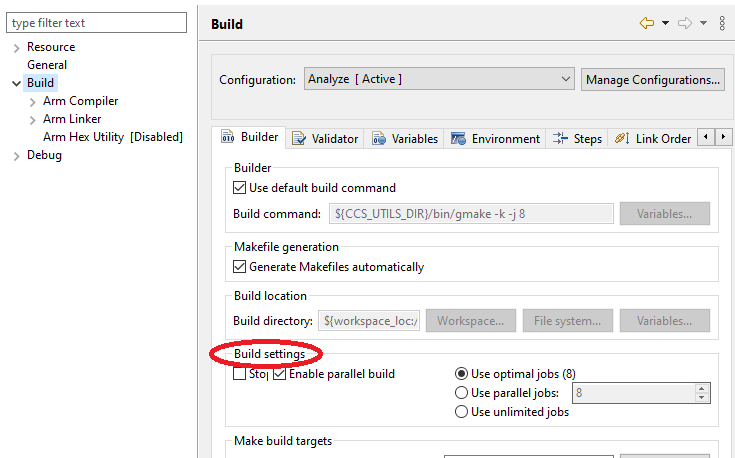 type filter text
Resource
General
Build
Arm Compiler
Arm Linker
Arm Hex Utility [Disabled]
Debug
Build
Configuration: Analyze [ Active ] Manage Configurations...
Builder Validator Variables Environment Steps Link Order
Builder
Use default build command
Build command: ${CCS_UTILS_DIR}/bin/gmake -k -j 8 Variables...
Makefile generation
Generate Makefiles automatically
Build location
Build directory: ${workspace_loc:/ Workspace... File system... Variables...
Build settings
Stop Enable parallel build Use optimal jobs (8)
Use parallel jobs: 8
Use unlimited jobs
Make build targets